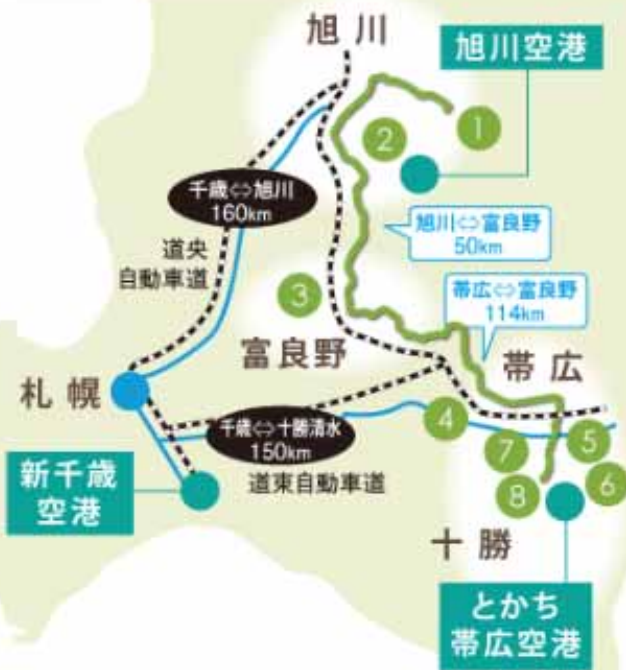 旭川
旭川空港
1
2
千歳⇔旭川
160km
旭川⇔富良野
50km
道央
自動車道
3
帯広⇔富良野
114km
富良野
帯広
札幌
4
千歳⇔十勝清水
150km
5
7
新千歳
空港
道東自動車道
8
6
十勝
とかち
帯広空港